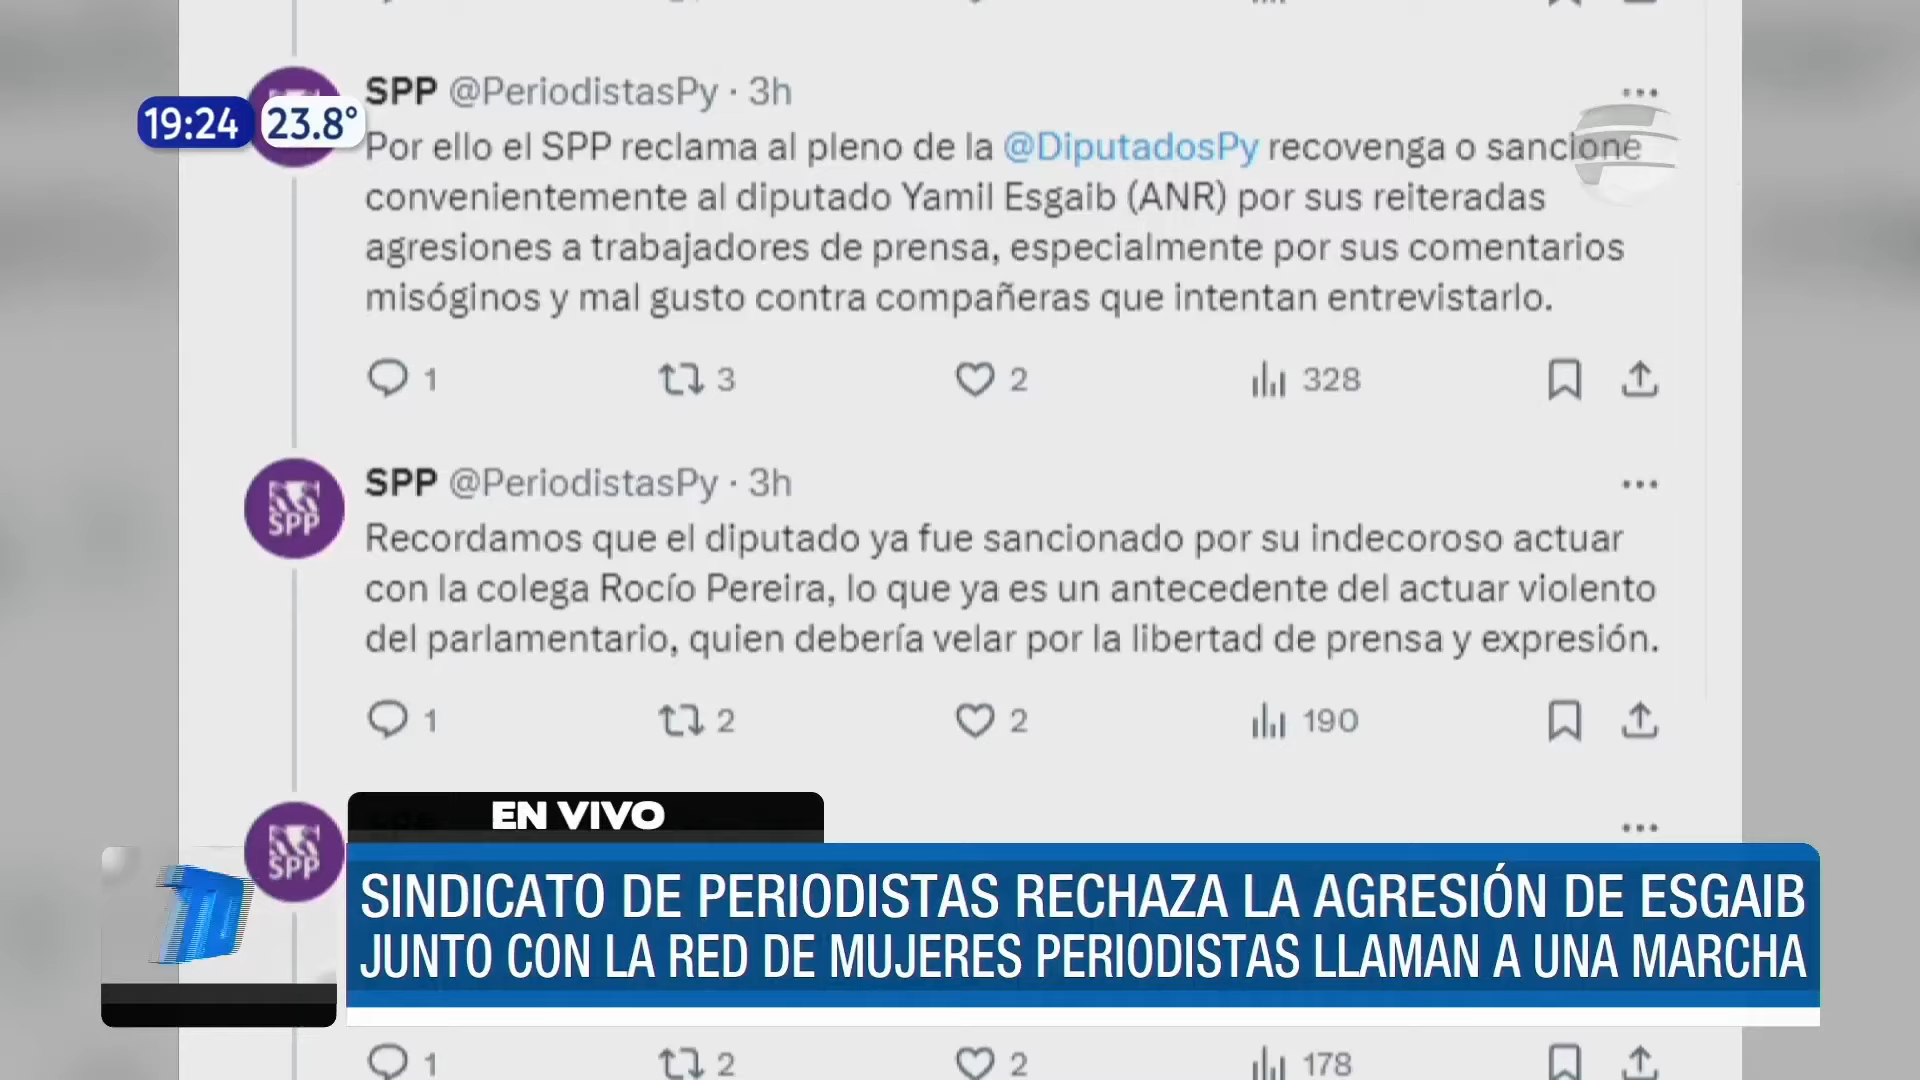 SPP @PeriodistasPy · 3h
19:24 23.8°
Por ello el SPP reclama al pleno de la @DiputadosPy recovenga o sancione
convenientemente al diputado Yamil Esgaib (ANR) por sus reiteradas
agresiones a trabajadores de prensa, especialmente por sus comentarios
misóginos y mal gusto contra compañeras que intentan entrevistarlo.
1 3 2 328
SPP @PeriodistasPy · 3h
SPP
Recordamos que el diputado ya fue sancionado por su indecoroso actuar
con la colega Rocío Pereira, lo que ya es un antecedente del actuar violento
del parlamentario, quien debería velar por la libertad de prensa y expresión.
1 2 2 190
EN VIVO
SPP
SINDICATO DE PERIODISTAS RECHAZA LA AGRESIÓN DE ESGAIB
JUNTO CON LA RED DE MUJERES PERIODISTAS LLAMAN A UNA MARCHA
1 2 2 178